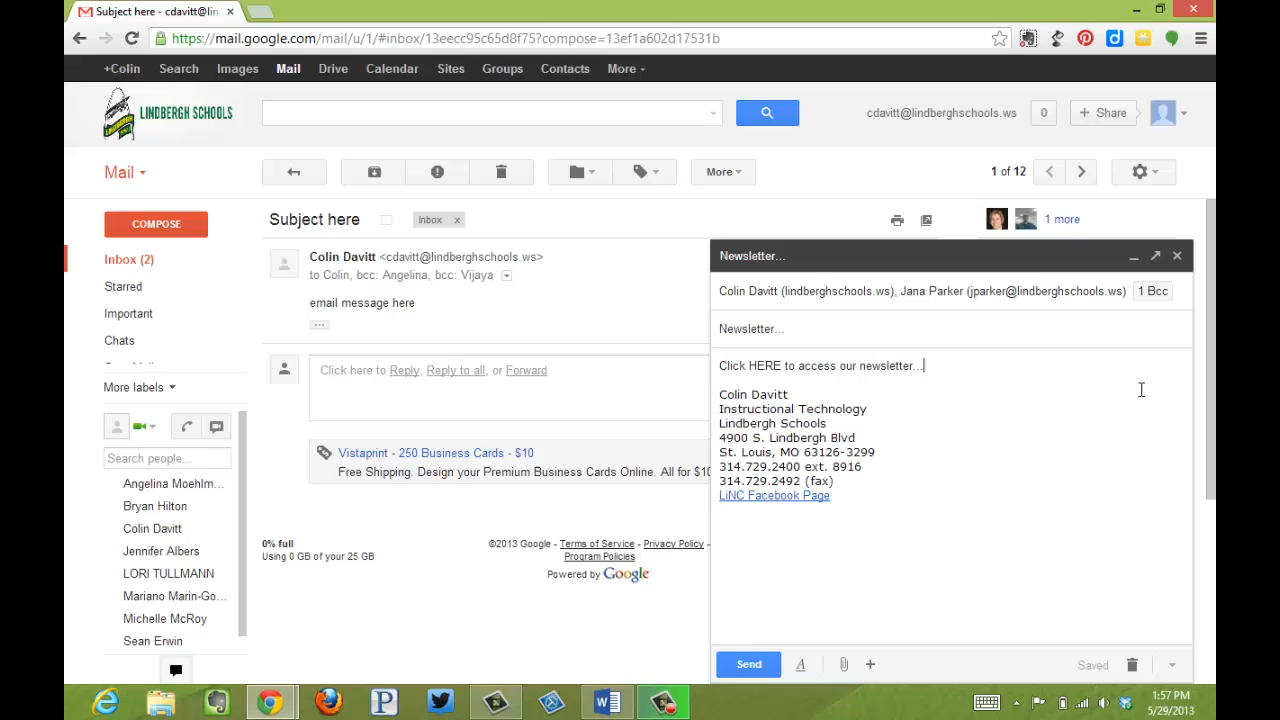 Subject here - cdavitt@lin
https://mail.google.com/mail/u/1/#inbox/13eecc95c65d8f75?compose=13ef1a602d17531b
+Colin Search Images Mail Drive Calendar Sites Groups Contacts More
LINDBERGH SCHOOLS
cdavitt@lindberghschools.ws 0 + Share
Mail
More
1 of 12
COMPOSE
Subject here
Inbox x
1 more
Inbox (2)
Starred
Important
Chats
More labels
Search people...
Angelina Moehlm...
Bryan Hilton
Colin Davitt
Jennifer Albers
LORI TULLMANN
Mariano Marin-Go...
Michelle McRoy
Sean Erwin
Colin Davitt <cdavitt@lindberghschools.ws>
to Colin, bcc: Angelina, bcc: Vijaya
email message here
...
Click here to Reply, Reply to all, or Forward
Vistaprint - 250 Business Cards - $10
Free Shipping. Design your Premium Business Cards Online. All for $10
0% full
Using 0 GB of your 25 GB
©2013 Google - Terms of Service - Privacy Policy -
Program Policies
Powered by Google
Newsletter...
Colin Davitt (lindberghschools.ws), Jana Parker (jparker@lindberghschools.ws) 1 Bcc
Newsletter...
Click HERE to access our newsletter...
Colin Davitt
Instructional Technology
Lindbergh Schools
4900 S. Lindbergh Blvd
St. Louis, MO 63126-3299
314.729.2400 ext. 8916
314.729.2492 (fax)
LiNC Facebook Page
Send
A
Saved
1:57 PM
5/29/2013